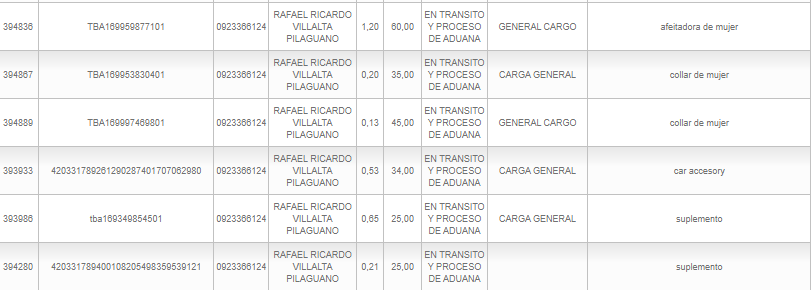 394836 TBA169959877101 0923366124 RAFAEL RICARDO VILLALTA PILAGUANO 1,20 60,00 EN TRANSITO Y PROCESO DE ADUANA GENERAL CARGO afeitadora de mujer
394867 TBA169953830401 0923366124 RAFAEL RICARDO VILLALTA PILAGUANO 0,20 35,00 EN TRANSITO Y PROCESO DE ADUANA CARGA GENERAL collar de mujer
394889 TBA169997469801 0923366124 RAFAEL RICARDO VILLALTA PILAGUANO 0,13 45,00 EN TRANSITO Y PROCESO DE ADUANA GENERAL CARGO collar de mujer
393933 420331789261290287401707062980 0923366124 RAFAEL RICARDO VILLALTA PILAGUANO 0,53 34,00 EN TRANSITO Y PROCESO DE ADUANA CARGA GENERAL car accesory
393986 tba169349854501 0923366124 RAFAEL RICARDO VILLALTA PILAGUANO 0,65 25,00 EN TRANSITO Y PROCESO DE ADUANA CARGA GENERAL suplemento
394280 420331789400108205498359539121 0923366124 RAFAEL RICARDO VILLALTA PILAGUANO 0,21 25,00 EN TRANSITO Y PROCESO DE ADUANA suplemento